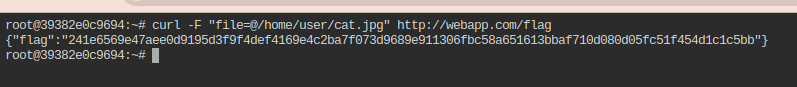 root@39382e0c9694:~# curl -F "file=@/home/user/cat.jpg" http://webapp.com/flag
{"flag":"241e6569e47aee0d9195d3f9f4def4169e4c2ba7f073d9689e911306fbc58a651613bbaf710d080d05fc51f454d1c1c5bb"}
root@39382e0c9694:~#